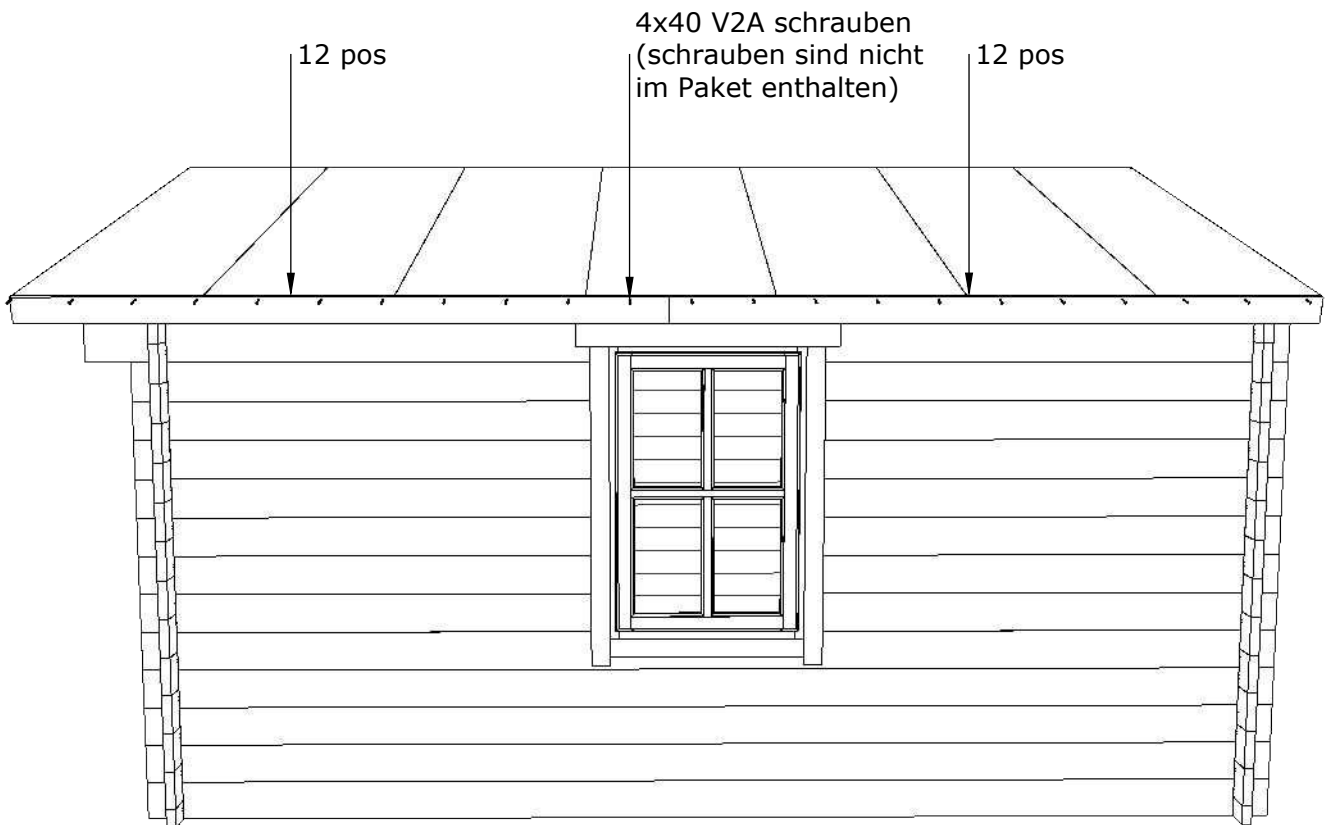 12 pos
4x40 V2A schrauben
(schrauben sind nicht
im Paket enthalten)
12 pos